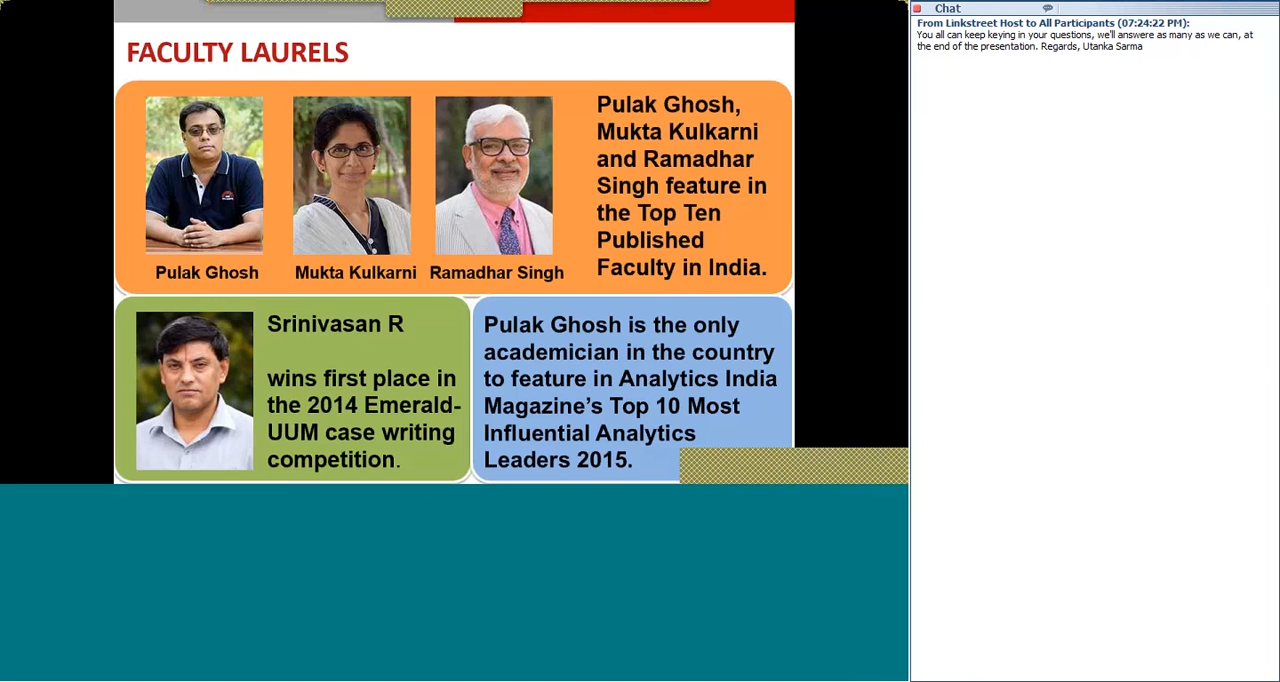 FACULTY LAURELS
Pulak Ghosh,
Mukta Kulkarni
and Ramadhar
Singh feature in
the Top Ten
Published
Faculty in India.
Pulak Ghosh
Mukta Kulkarni
Ramadhar Singh
Srinivasan R
wins first place in
the 2014 Emerald-
UUM case writing
competition.
Pulak Ghosh is the only
academician in the country
to feature in Analytics India
Magazine’s Top 10 Most
Influential Analytics
Leaders 2015.
Chat
From Linkstreet Host to All Participants (07:24:22 PM):
You all can keep keying in your questions, we'll answere as many as we can, at
the end of the presentation. Regards, Utanka Sarma